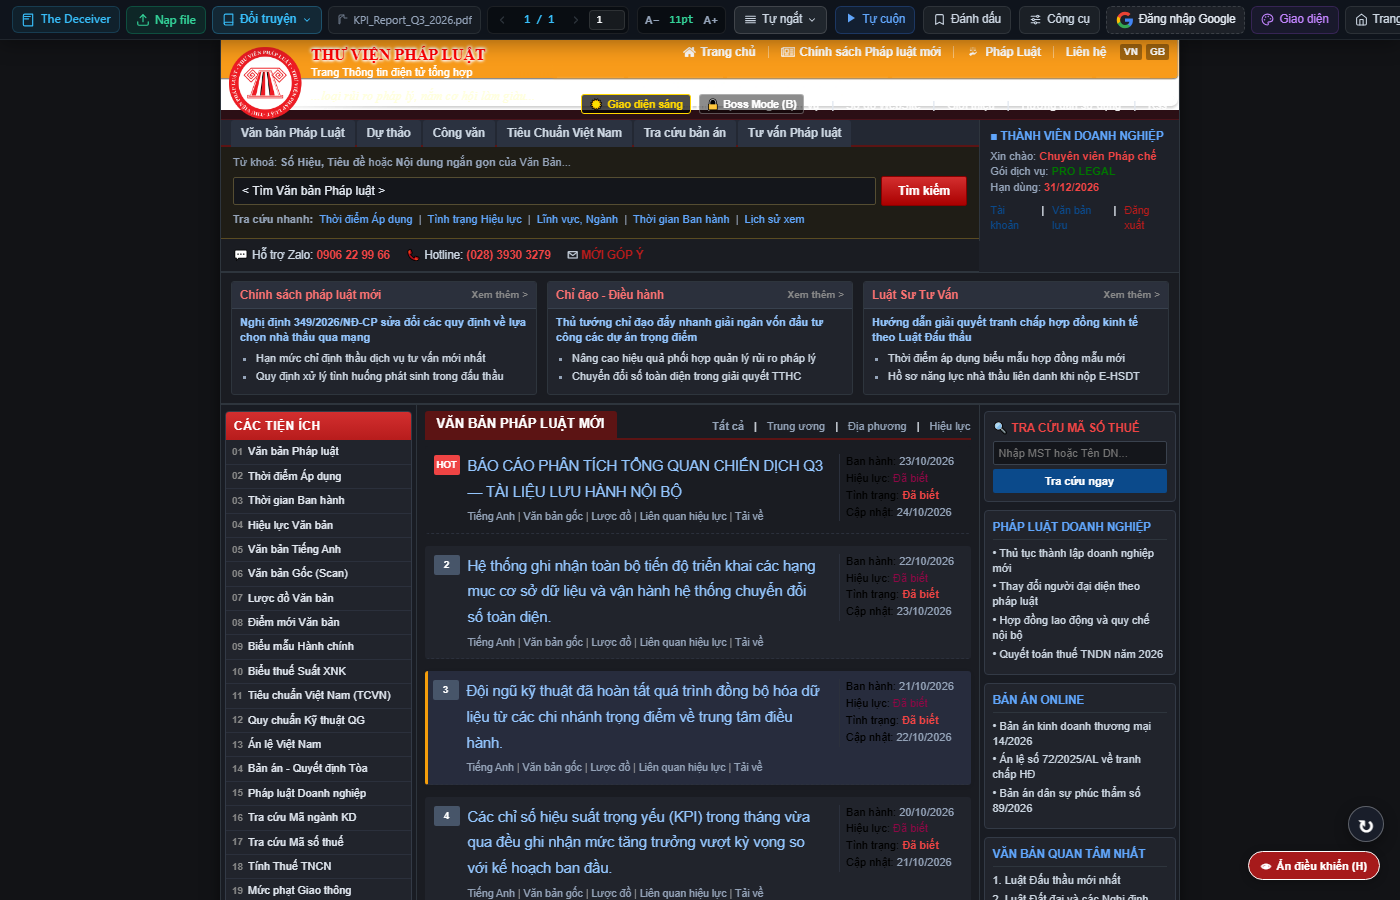 The Deceiver
Nạp file
Đổi truyện
KPI_Report_Q3_2026.pdf
1 / 1
1
A− 11pt A+
Tự ngắt
Tự cuộn
Đánh dấu
Công cụ
Đăng nhập Google
Giao diện
Trang
THƯ VIỆN PHÁP LUẬT
Trang Thông tin điện tử tổng hợp
Trang chủ
Chính sách Pháp luật mới
Pháp Luật
Liên hệ
VN
GB
Giao diện sáng
Boss Mode (B)
Văn bản Pháp Luật
Dự thảo
Công văn
Tiêu Chuẩn Việt Nam
Tra cứu bản án
Tư vấn Pháp luật
Từ khoá: Số Hiệu, Tiêu đề hoặc Nội dung ngắn gọn của Văn Bản...
< Tìm Văn bản Pháp luật >
Tìm kiếm
Tra cứu nhanh: Thời điểm Áp dụng | Tình trạng Hiệu lực | Lĩnh vực, Ngành | Thời gian Ban hành | Lịch sử xem
Hỗ trợ Zalo: 0906 22 99 66
Hotline: (028) 3930 3279
MỜI GÓP Ý
THÀNH VIÊN DOANH NGHIỆP
Xin chào: Chuyên viên Pháp chế
Gói dịch vụ: PRO LEGAL
Hạn dùng: 31/12/2026
Tài khoản | Văn bản lưu | Đăng xuất
Chính sách pháp luật mới
Xem thêm >
Nghị định 349/2026/NĐ-CP sửa đổi các quy định về lựa
chọn nhà thầu qua mạng
Hạn mức chỉ định thầu dịch vụ tư vấn mới nhất
Quy định xử lý tình huống phát sinh trong đấu thầu
Chỉ đạo - Điều hành
Xem thêm >
Thủ tướng chỉ đạo đẩy nhanh giải ngân vốn đầu tư
công các dự án trọng điểm
Nâng cao hiệu quả phối hợp quản lý rủi ro pháp lý
Chuyển đổi số toàn diện trong giải quyết TTHC
Luật Sư Tư Vấn
Xem thêm >
Hướng dẫn giải quyết tranh chấp hợp đồng kinh tế
theo Luật Đấu thầu
Thời điểm áp dụng biểu mẫu hợp đồng mẫu mới
Hồ sơ năng lực nhà thầu liên danh khi nộp E-HSDT
CÁC TIỆN ÍCH
01 Văn bản Pháp Luật
02 Thời điểm Áp dụng
03 Thời gian Ban hành
04 Hiệu lực Văn bản
05 Văn bản Tiếng Anh
06 Văn bản Gốc (Scan)
07 Lược đồ Văn bản
08 Điểm mới Văn bản
09 Biểu mẫu Hành chính
10 Biểu thuế Suất XNK
11 Tiêu chuẩn Việt Nam (TCVN)
12 Quy chuẩn Kỹ thuật QG
13 Án lệ Việt Nam
14 Bản án - Quyết định Tòa
15 Pháp luật Doanh nghiệp
16 Tra cứu Mã ngành KD
17 Tra cứu Mã số thuế
18 Tính Thuế TNCN
19 Mức phạt Giao thông
VĂN BẢN PHÁP LUẬT MỚI
Tất cả | Trung ương | Địa phương | Hiệu lực
HOT
BÁO CÁO PHÂN TÍCH TỔNG QUAN CHIẾN DỊCH Q3
— TÀI LIỆU LƯU HÀNH NỘI BỘ
Tiếng Anh | Văn bản gốc | Lược đồ | Liên quan hiệu lực | Tải về
Ban hành: 23/10/2026
Hiệu lực: Đã biết
Tình trạng: Đã biết
Cập nhật: 24/10/2026
2
Hệ thống ghi nhận toàn bộ tiến độ triển khai các hạng
mục cơ sở dữ liệu và vận hành hệ thống chuyển đổi
số toàn diện.
Tiếng Anh | Văn bản gốc | Lược đồ | Liên quan hiệu lực | Tải về
Ban hành: 22/10/2026
Hiệu lực: Đã biết
Tình trạng: Đã biết
Cập nhật: 23/10/2026
3
Đội ngũ kỹ thuật đã hoàn tất quá trình đồng bộ hóa dữ
liệu từ các chi nhánh trọng điểm về trung tâm điều
hành.
Tiếng Anh | Văn bản gốc | Lược đồ | Liên quan hiệu lực | Tải về
Ban hành: 21/10/2026
Hiệu lực: Đã biết
Tình trạng: Đã biết
Cập nhật: 22/10/2026
4
Các chỉ số hiệu suất trọng yếu (KPI) trong tháng vừa
qua đều ghi nhận mức tăng trưởng vượt kỳ vọng so
với kế hoạch ban đầu.
Tiếng Anh | Văn bản gốc | Lược đồ | Liên quan hiệu lực | Tải về
Ban hành: 20/10/2026
Hiệu lực: Đã biết
Tình trạng: Đã biết
Cập nhật: 21/10/2026
TRA CỨU MÃ SỐ THUẾ
Nhập MST hoặc Tên DN...
Tra cứu ngay
PHÁP LUẬT DOANH NGHIỆP
• Thủ tục thành lập doanh nghiệp
mới
• Thay đổi người đại diện theo
pháp luật
• Hợp đồng lao động và quy chế
nội bộ
• Quyết toán thuế TNDN năm 2026
BẢN ÁN ONLINE
• Bản án kinh doanh thương mại
14/2026
• Án lệ số 72/2025/AL về tranh
chấp HĐ
• Bản án dân sự phúc thẩm số
89/2026
VĂN BẢN QUAN TÂM NHẤT
1. Luật Đấu thầu mới nhất
2. Luật Đất đai và các Nghị định
Ẩn điều khiển (H)